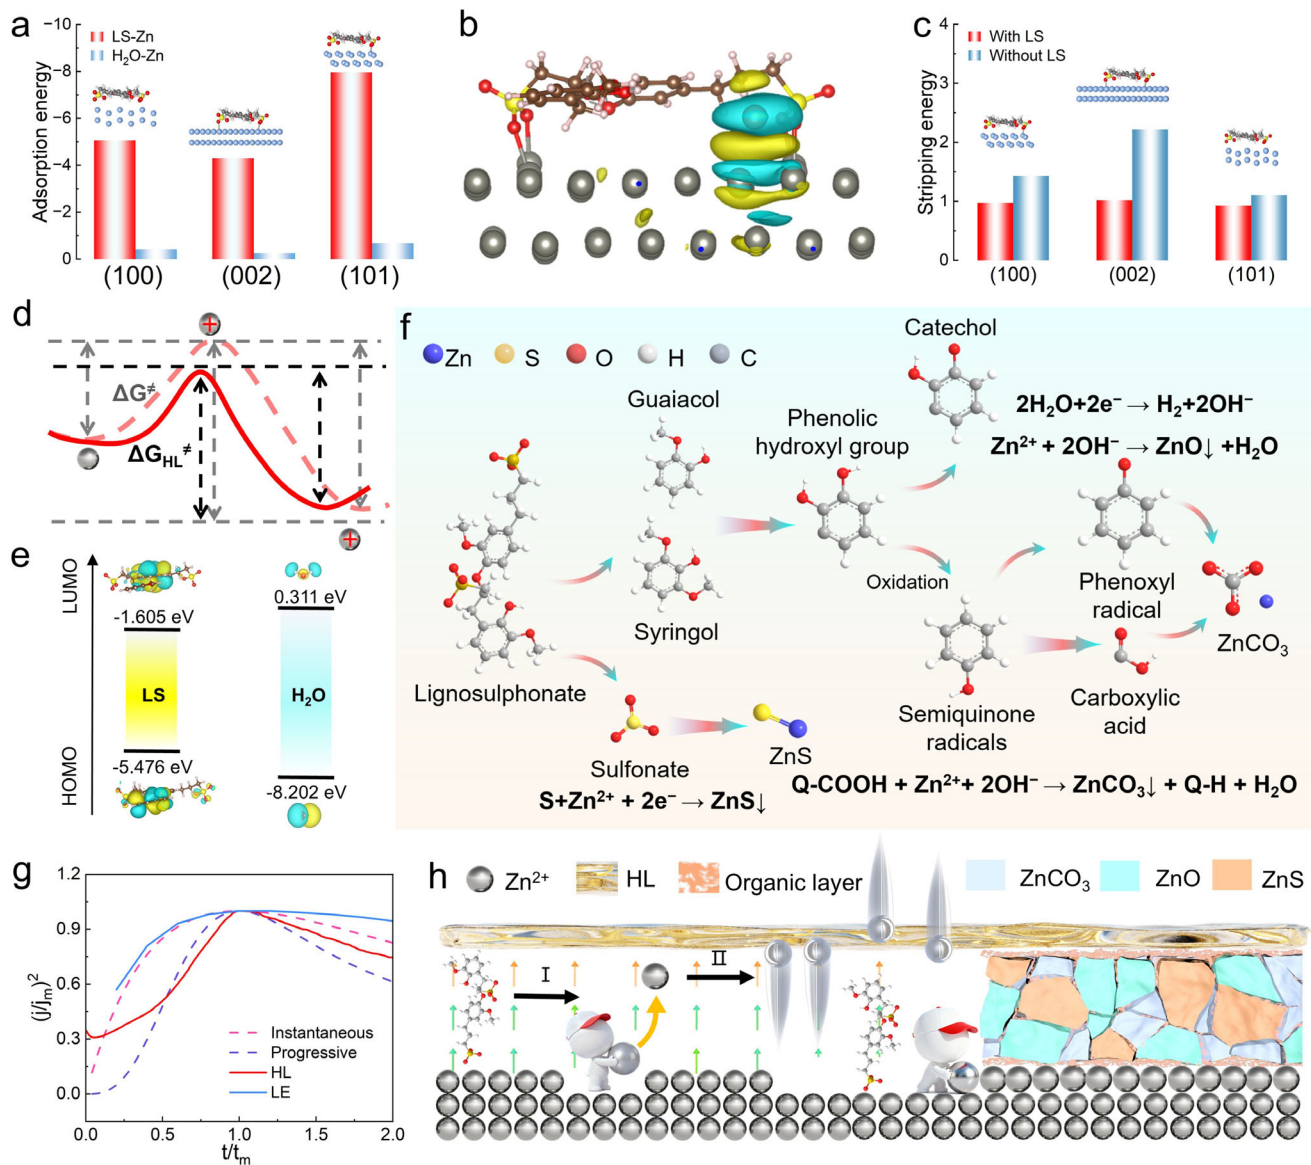 a
Adsorption energy
−10
−8
−6
−4
−2
0
LS-Zn
H₂O-Zn
(100)
(002)
(101)
b
c
Stripping energy
4
3
2
1
0
With LS
Without LS
(100)
(002)
(101)
d
+
ΔG≠
ΔG_HL≠
+
e
LUMO
HOMO
-1.605 eV
LS
-5.476 eV
0.311 eV
H₂O
-8.202 eV
f
Zn
S
O
H
C
Lignosulphonate
Guaiacol
Syringol
Phenolic
hydroxyl group
Catechol
2H₂O+2e⁻ → H₂+2OH⁻
Zn²⁺ + 2OH⁻ → ZnO↓ +H₂O
Oxidation
Semiquinone
radicals
Phenoxyl
radical
Carboxylic
acid
ZnCO₃
Sulfonate
ZnS
S+Zn²⁺ + 2e⁻ → ZnS↓
Q-COOH + Zn²⁺+ 2OH⁻ → ZnCO₃↓ + Q-H + H₂O
g
(j/jₘ)²
1.2
0.9
0.6
0.3
0.0
Instantaneous
Progressive
HL
LE
0.0
0.5
1.0
1.5
2.0
t/tₘ
h
Zn²⁺
HL
Organic layer
ZnCO₃
ZnO
ZnS
I
II